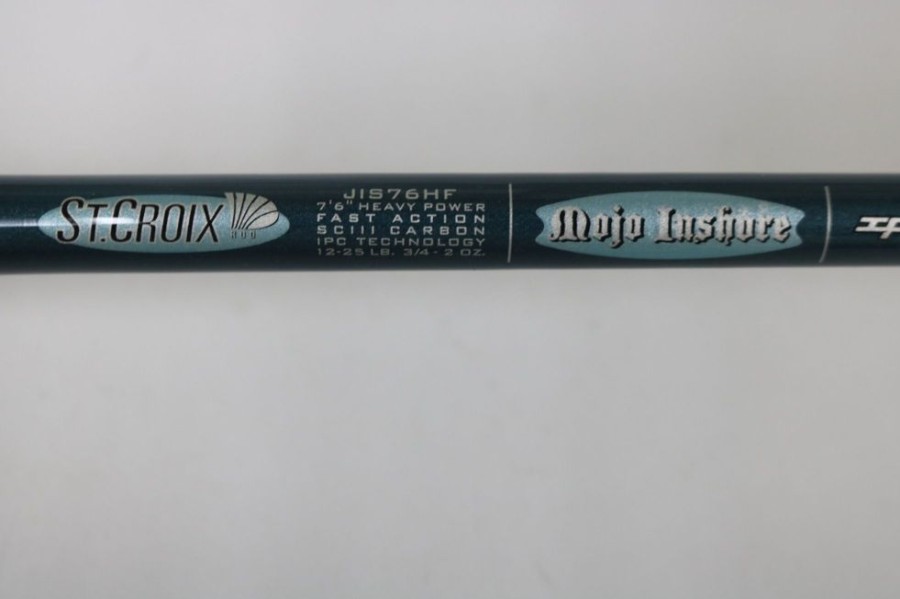 ST.CROIX
ROD
JIS76HF
7'6" HEAVY POWER
FAST ACTION
SCIII CARBON
IPC TECHNOLOGY
12-25 LB. 3/4 - 2 OZ.
Mojo Inshore